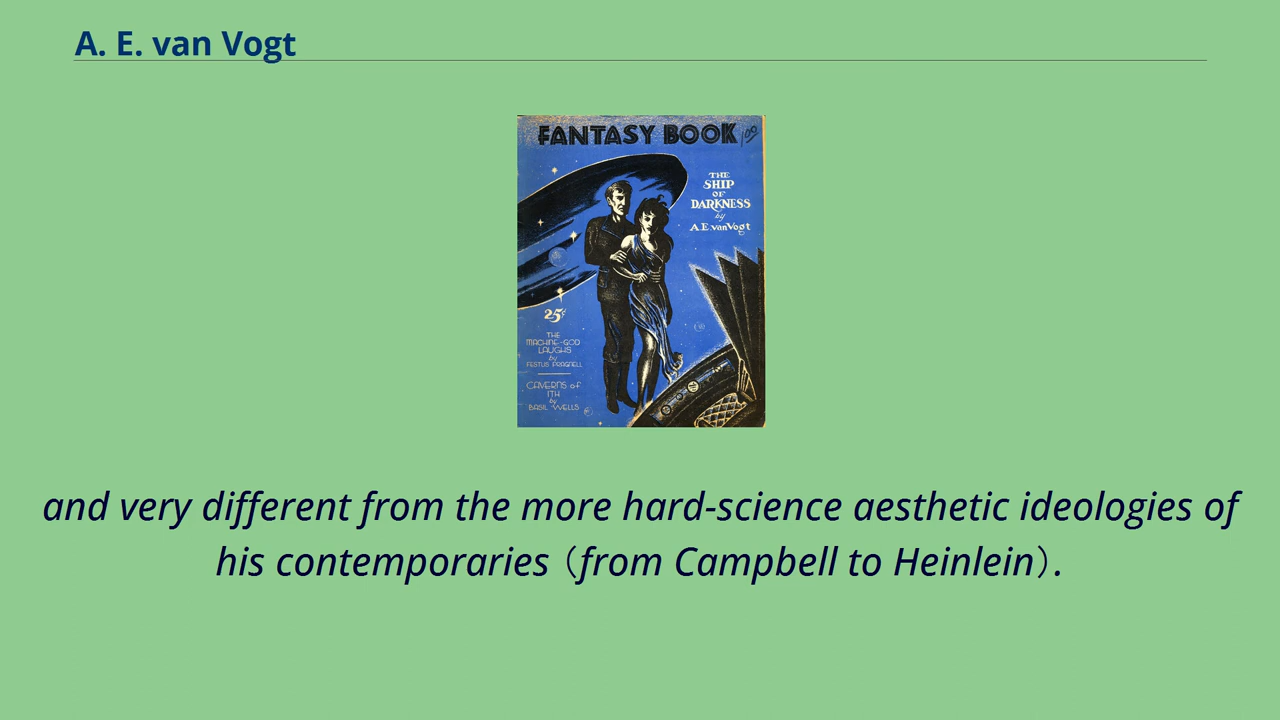 A. E. van Vogt
FANTASY BOOK
100
THE
SHIP
OF
DARKNESS
by
A.E.vanVogt
25¢
THE
MACHINE-GOD
LAUGHS
by
FESTUS PRAGNELL
CAVERNS of
ITH
by
BASIL WELLS
and very different from the more hard-science aesthetic ideologies of
his contemporaries (from Campbell to Heinlein).